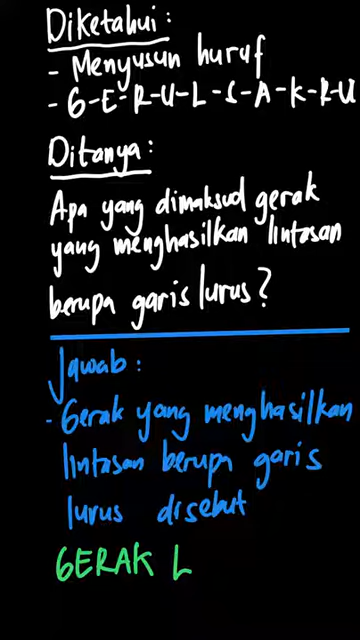 Diketahui:
- Menyusun huruf
- G-E-R-U-L-S-A-K-R-U
Ditanya:
Apa yang dimaksud gerak
yang menghasilkan lintasan
berupa garis lurus?
Jawab:
- Gerak yang menghasilkan
lintasan berupa garis
lurus disebut
GERAK L